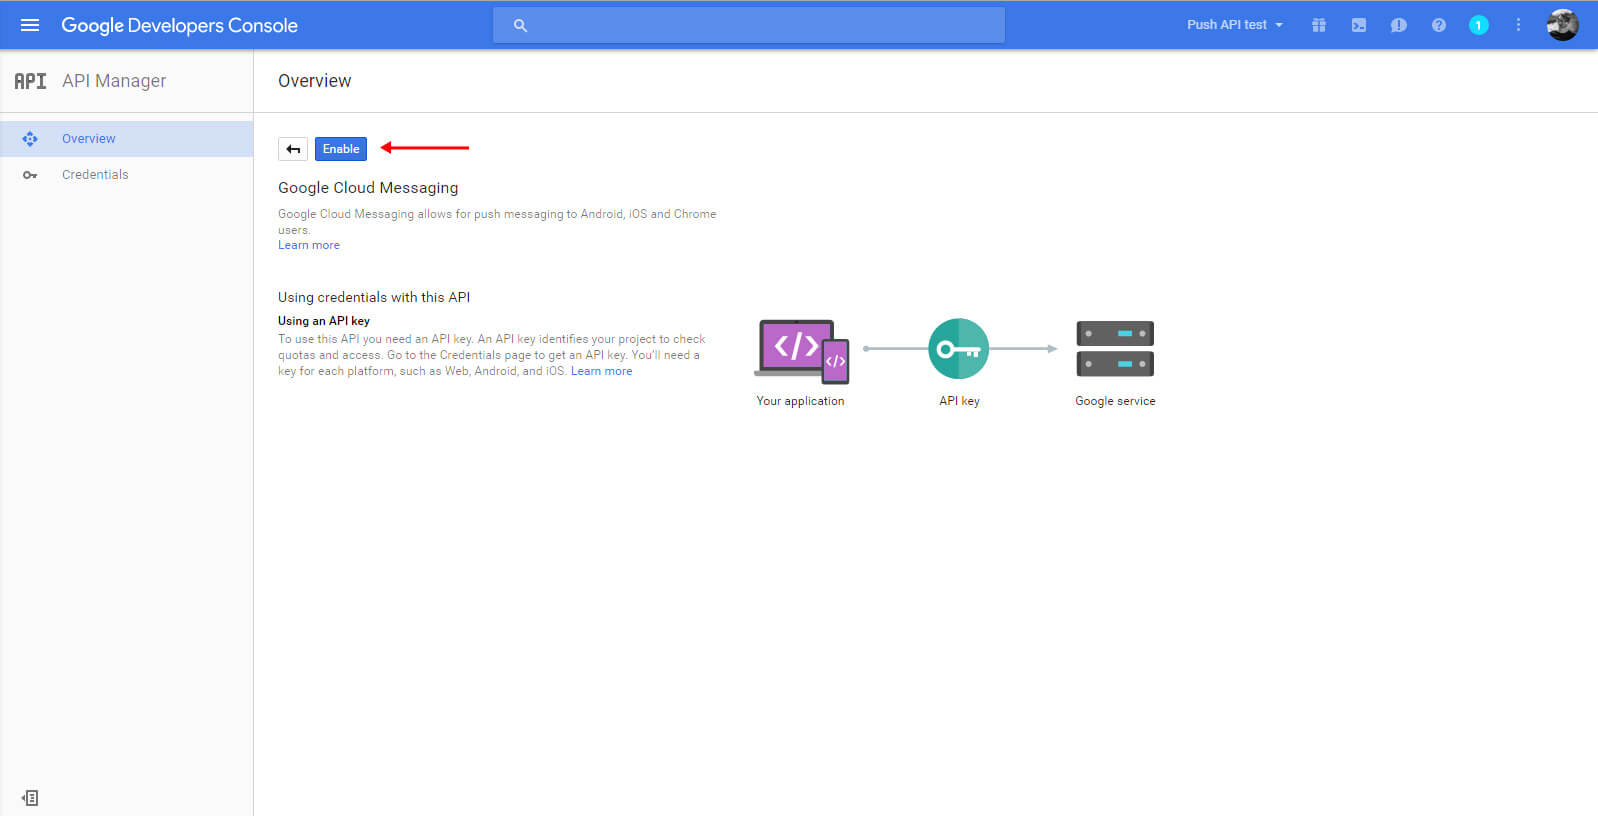 Google Developers Console
Push API test
1
API API Manager
Overview
Overview
Credentials
Enable
Google Cloud Messaging
Google Cloud Messaging allows for push messaging to Android, iOS and Chrome
users.
Learn more
Using credentials with this API
Using an API key
To use this API you need an API key. An API key identifies your project to check
quotas and access. Go to the Credentials page to get an API key. You'll need a
key for each platform, such as Web, Android, and iOS. Learn more
</>
</>
Your application
API key
Google service